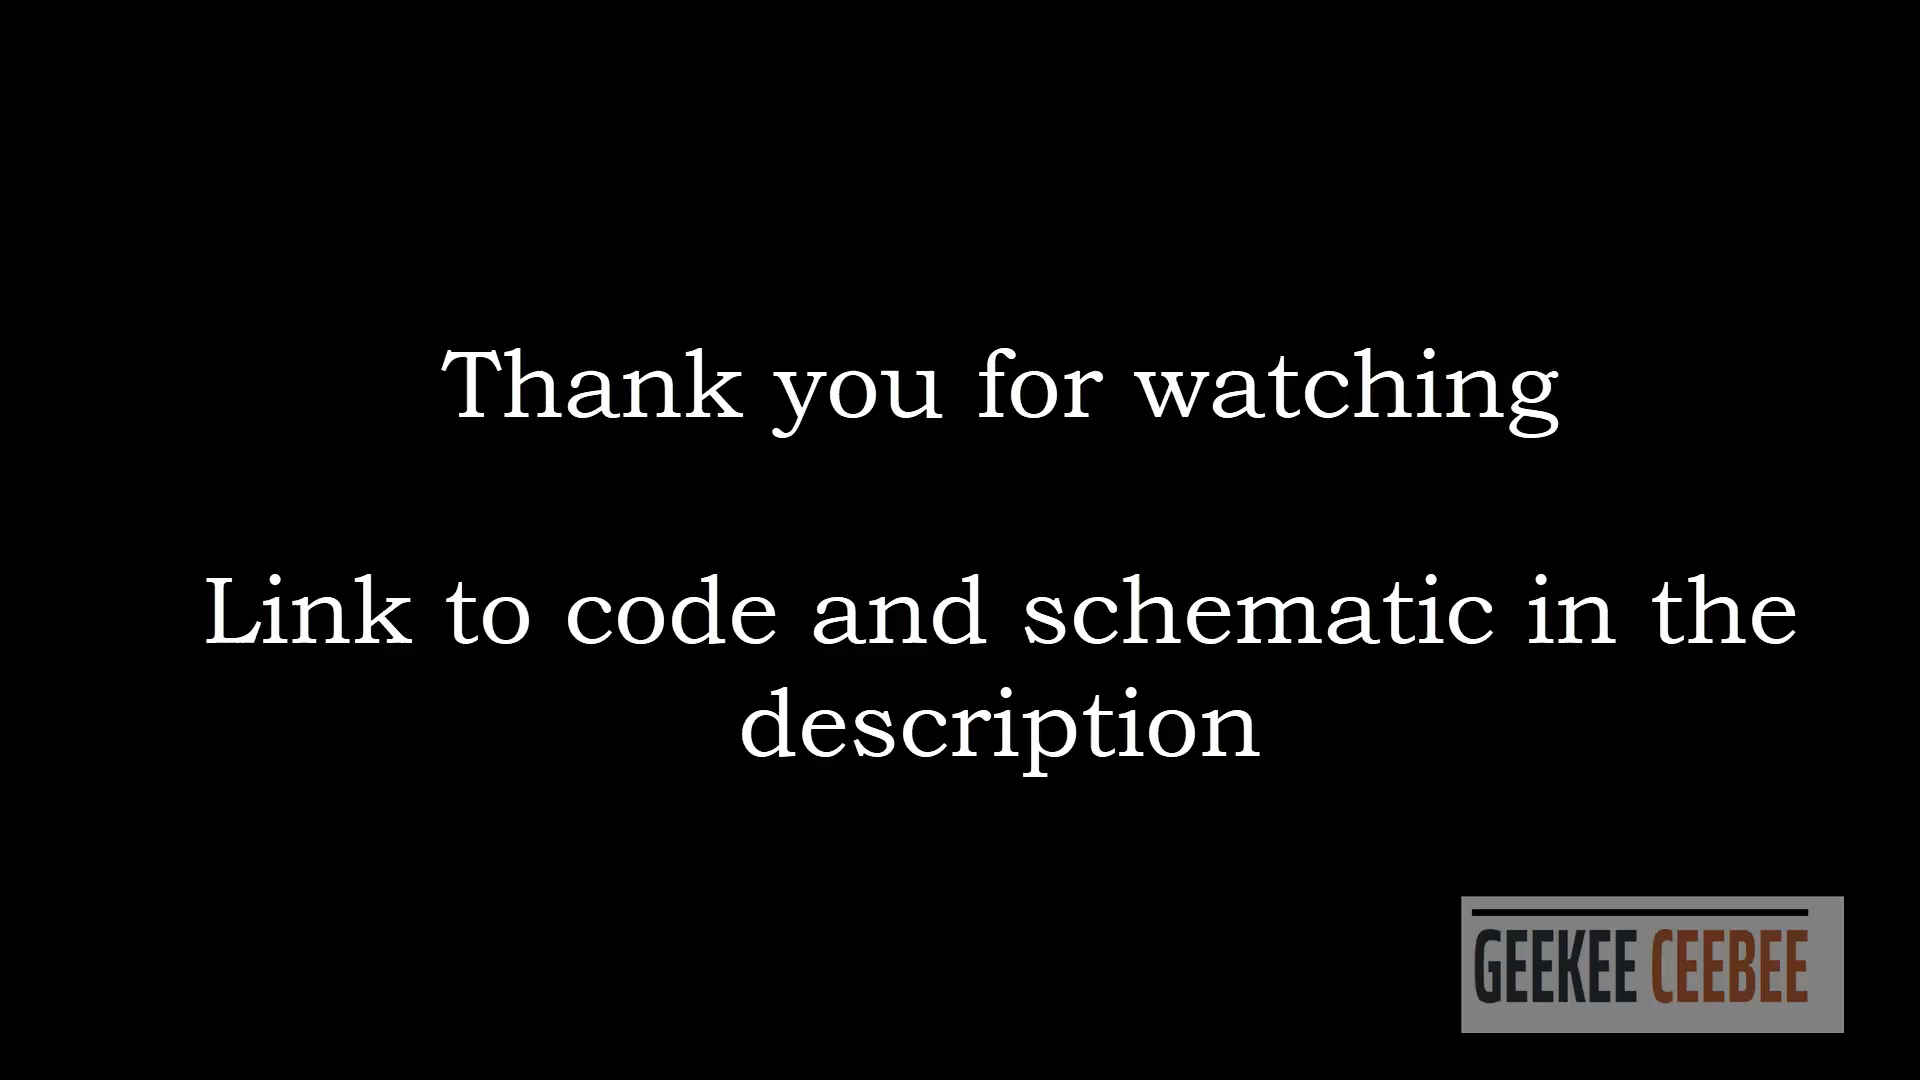 Thank you for watching
Link to code and schematic in the
description
GEEKEE CEEBEE